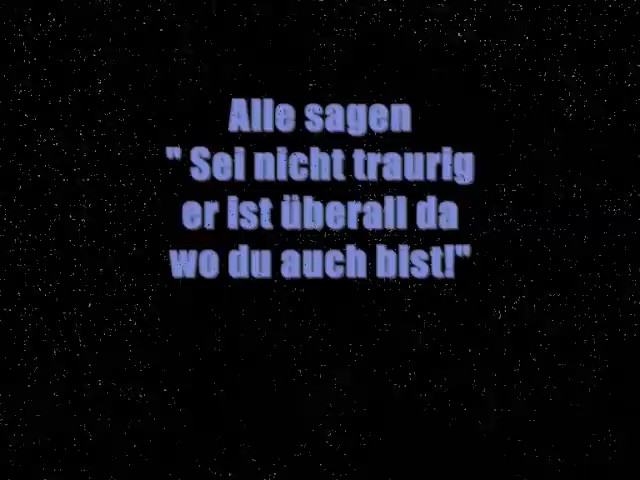 Alle sagen
" Sei nicht traurig
er ist überall da
wo du auch bist!"